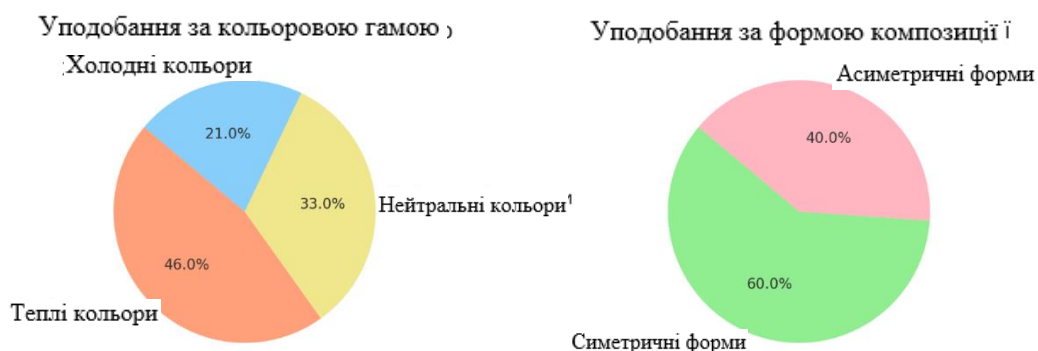 Уподобання за кольоровою гамою
Холодні кольори
21.0%
33.0%
Нейтральні кольори
46.0%
Теплі кольори
Уподобання за формою композиції
Асиметричні форми
40.0%
60.0%
Симетричні форми